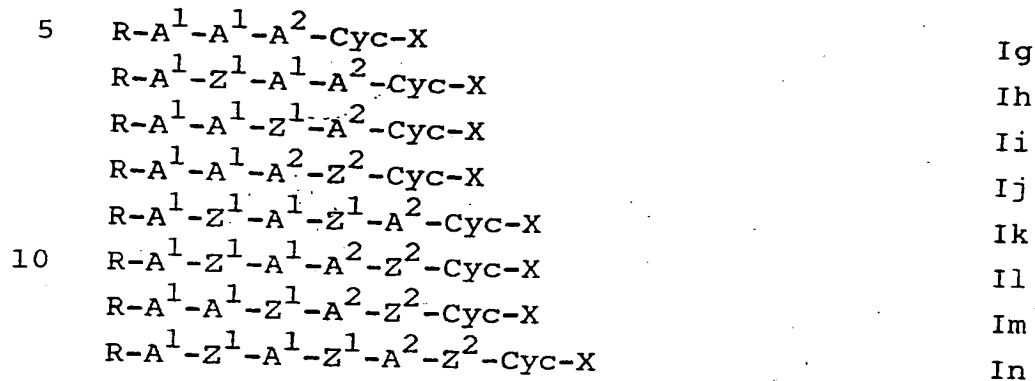 5 R-A¹-A¹-A²-Cyc-X Ig
R-A¹-Z¹-A¹-A²-Cyc-X Ih
R-A¹-A¹-Z¹-A²-Cyc-X Ii
R-A¹-A¹-A²-Z²-Cyc-X Ij
R-A¹-Z¹-A¹-Z¹-A²-Cyc-X Ik
10 R-A¹-Z¹-A¹-A²-Z²-Cyc-X Il
R-A¹-A¹-Z¹-A²-Z²-Cyc-X Im
R-A¹-Z¹-A¹-Z¹-A²-Z²-Cyc-X In